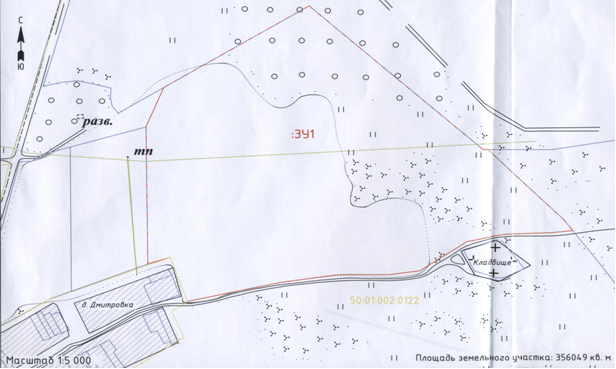 С
Ю
разв.
тп
:ЗУ1
Кладбище
д. Дмитровка
50:01:002 0122
Масштаб 1:5 000
Площадь земельного участка: 356049 кв. м.